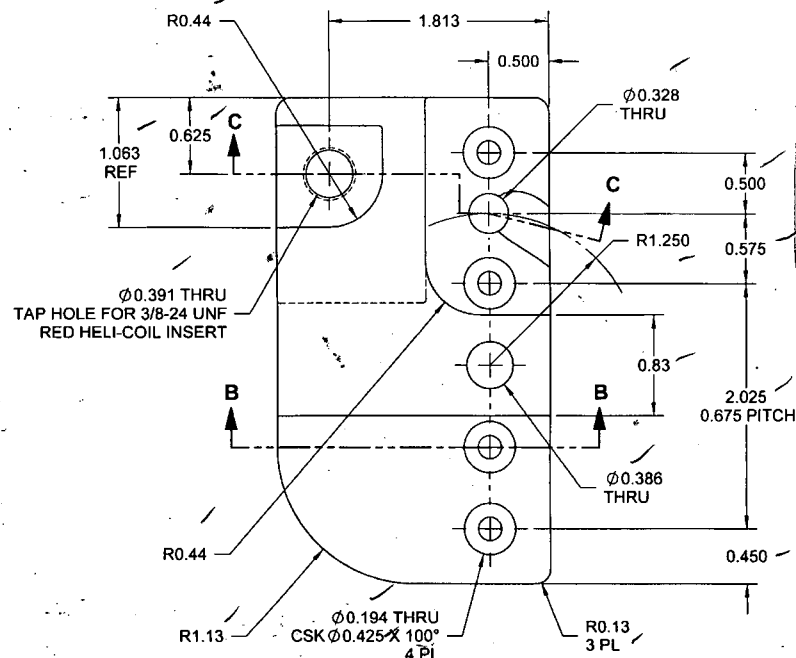 R0.44
1.813
0.500
Ø0.328
THRU
C
0.625
1.063
REF
0.500
C
R1.250
0.575
Ø0.391 THRU
TAP HOLE FOR 3/8-24 UNF
RED HELI-COIL INSERT
0.83
B
B
2.025
0.675 PITCH
Ø0.386
THRU
R0.44
0.450
R1.13
Ø0.194 THRU
CSK Ø0.425 X 100°
4 PL
R0.13
3 PL